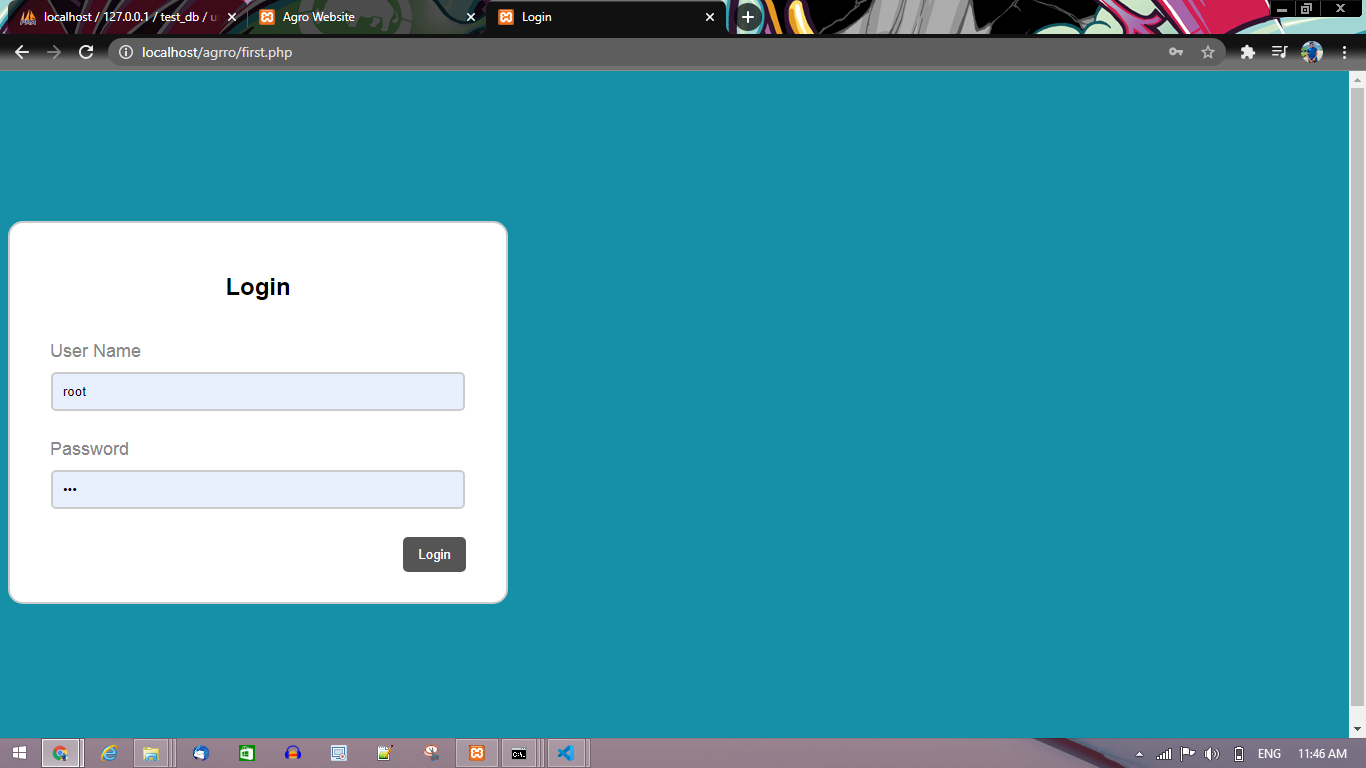 localhost / 127.0.0.1 / test_db / u
Agro Website
Login
localhost/agrro/first.php
Login
User Name
root
Password
•••
Login
ENG
11:46 AM